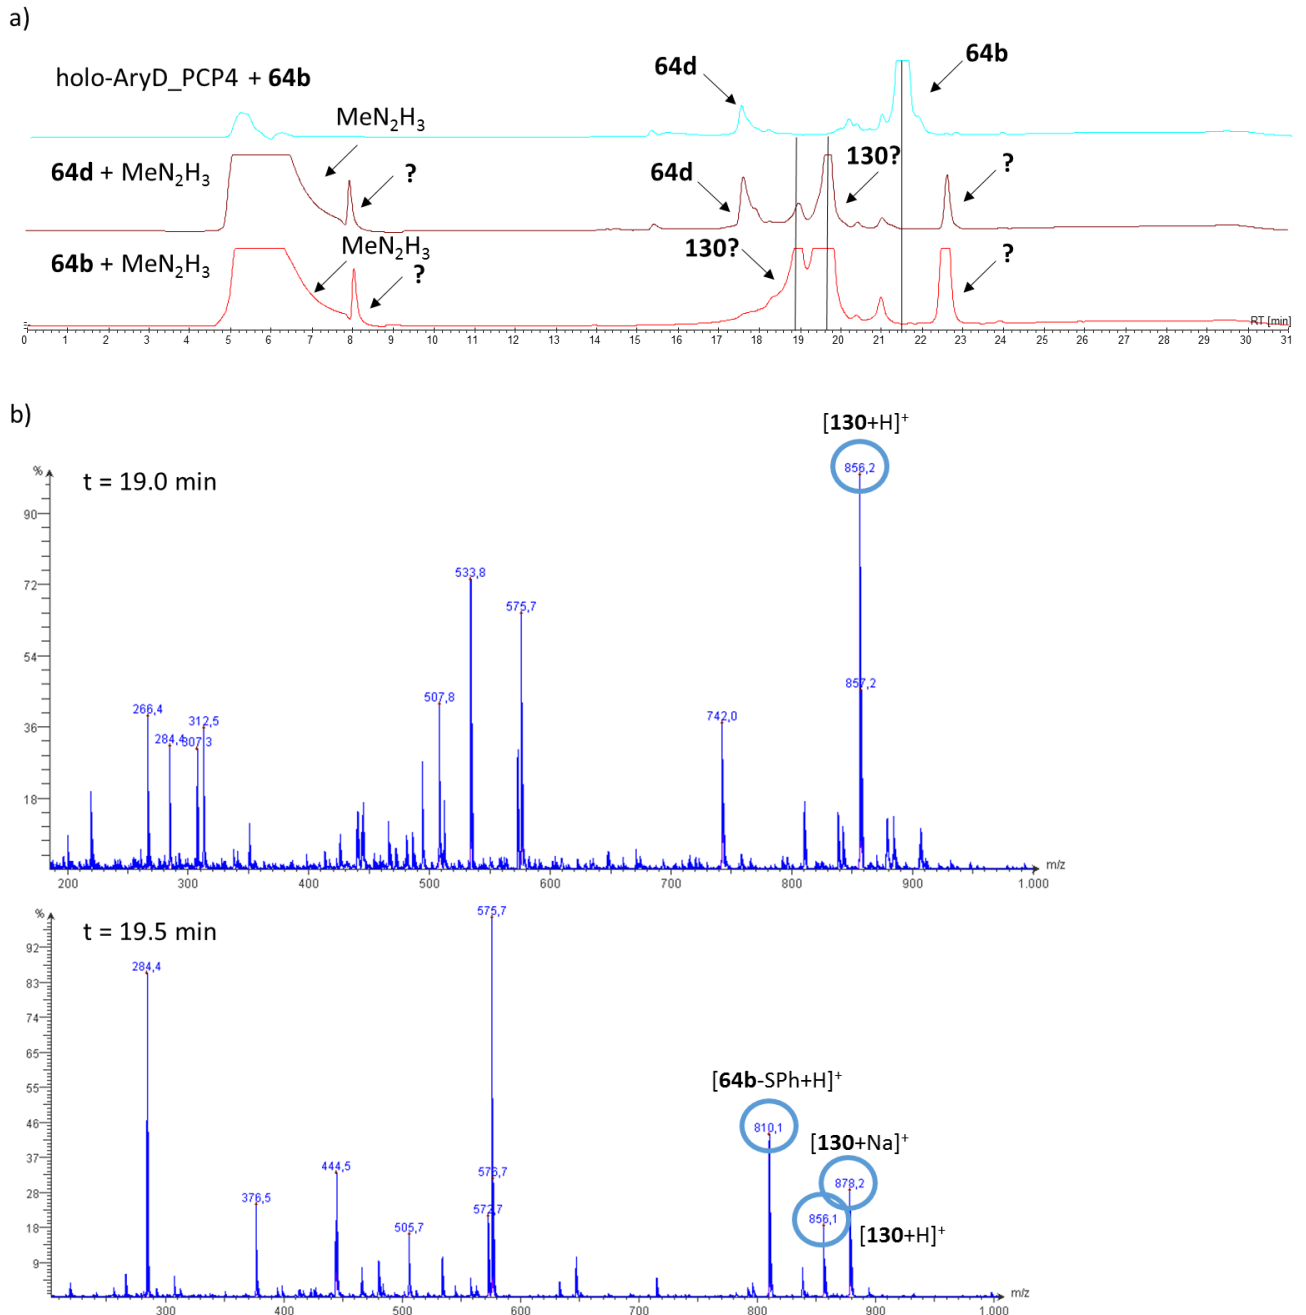 a)
holo-AryD_PCP4 + 64b
64d
64b
MeN2H3
64d + MeN2H3
?
64d
130?
?
64b + MeN2H3
MeN2H3
?
130?
?
RT [min]
0 1 2 3 4 5 6 7 8 9 10 11 12 13 14 15 16 17 18 19 20 21 22 23 24 25 26 27 28 29 30 31
b)
[130+H]+
%
t = 19.0 min
856,2
90
72
533,8
575,7
54
507,8
857,2
36
266,4
284,4
307,3
312,5
742,0
18
200 300 400 500 600 700 800 900 1.000
m/z
%
t = 19.5 min
575,7
92
284,4
83
74
65
55
[64b-SPh+H]+
46
810,1
[130+Na]+
37
444,5
576,7
28
376,5
878,2
572,7
18
505,7
856,1
[130+H]+
9
300 400 500 600 700 800 900 1.000
m/z